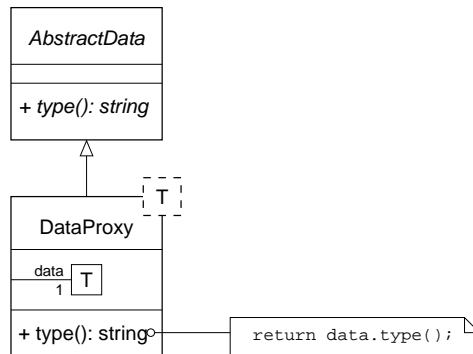 AbstractData
+ type(): string
T
DataProxy
data
1
T
+ type(): string
return data.type();